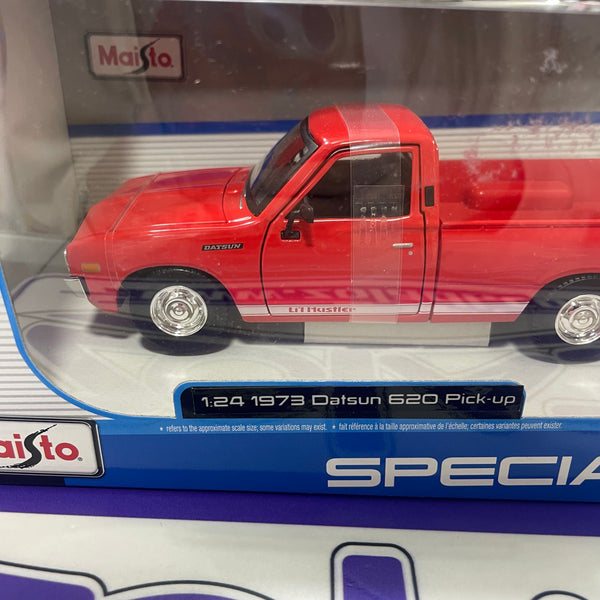 Maisto
DATSUN
Li'l Hustler
1:24 1973 Datsun 620 Pick-up
• refers to the approximate scale size; some variations may exist. • fait référence à la taille approximative de l'échelle; certaines variantes peuvent exister.
aisto
SPECIA